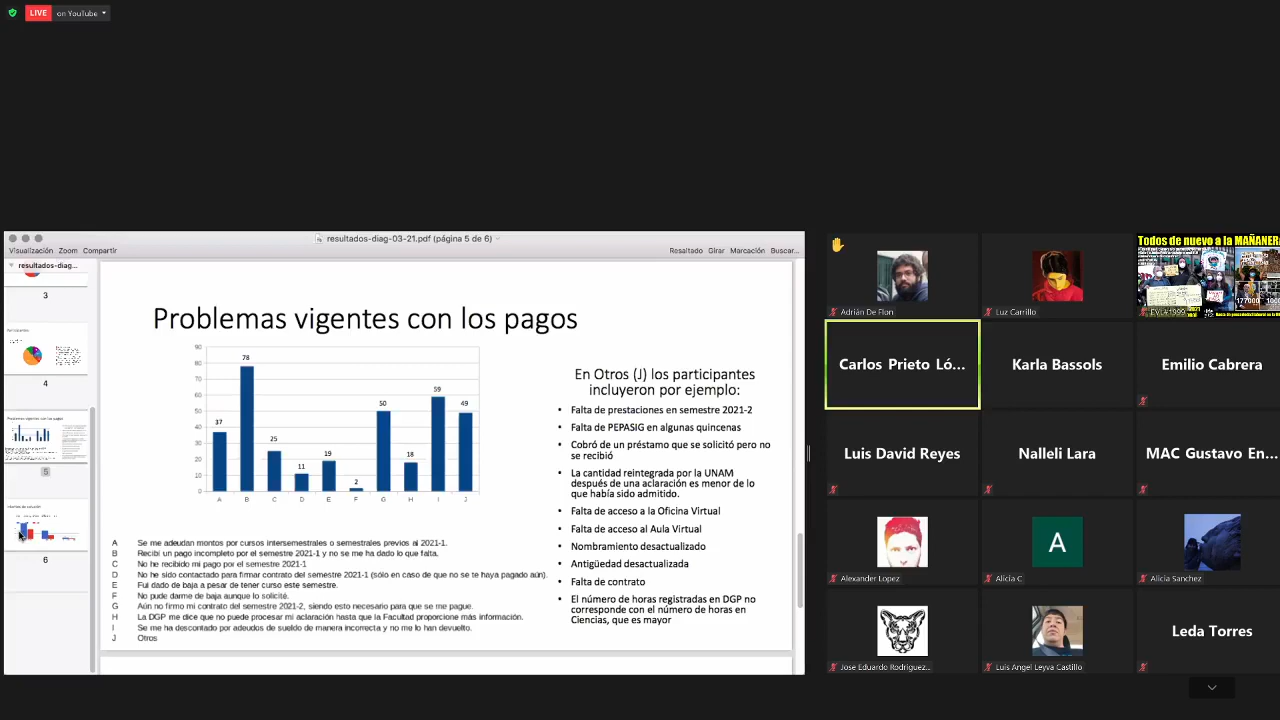 LIVE on YouTube
resultados-diag-03-21.pdf (página 5 de 6)
Visualización Zoom Compartir
Resaltado Girar Marcación Buscar...
resultados-diag...
3
4
Problemas vigentes con los pagos
5
6
Problemas vigentes con los pagos
90
80
70
60
50
40
30
20
10
0
37
78
25
11
19
2
50
18
59
49
A B C D E F G H I J
A Se me adeudan montos por cursos intersemestrales o semestrales previos al 2021-1.
B Recibí un pago incompleto por el semestre 2021-1 y no se me ha dado lo que falta.
C No he recibido mi pago por el semestre 2021-1
D No he sido contactado para firmar contrato del semestre 2021-1 (sólo en caso de que no se te haya pagado aún).
E Fui dado de baja a pesar de tener curso este semestre.
F No pude darme de baja aunque lo solicité.
G Aún no firmo mi contrato del semestre 2021-2, siendo esto necesario para que se me pague.
H La DGP me dice que no puede procesar mi aclaración hasta que la Facultad proporcione más información.
I Se me ha descontado por adeudos de sueldo de manera incorrecta y no me lo han devuelto.
J Otros
En Otros (J) los participantes
incluyeron por ejemplo:
• Falta de prestaciones en semestre 2021-2
• Falta de PEPASIG en algunas quincenas
• Cobró de un préstamo que se solicitó pero no
se recibió
• La cantidad reintegrada por la UNAM
después de una aclaración es menor de lo
que había sido admitido.
• Falta de acceso a la Oficina Virtual
• Falta de acceso al Aula Virtual
• Nombramiento desactualizado
• Antigüedad desactualizada
• Falta de contrato
• El número de horas registradas en DGP no
corresponde con el número de horas en
Ciencias, que es mayor
Adrián De Flon
Luz Carrillo
Todos de nuevo a la MAÑANERA
177000
EVL#1999
Carlos Prieto Ló...
Karla Bassols
Emilio Cabrera
Luis David Reyes
Nalleli Lara
MAC Gustavo En...
Alexander Lopez
A
Alicia C
Alicia Sanchez
Jose Eduardo Rodriguez...
Luis Angel Leyva Castillo
Leda Torres